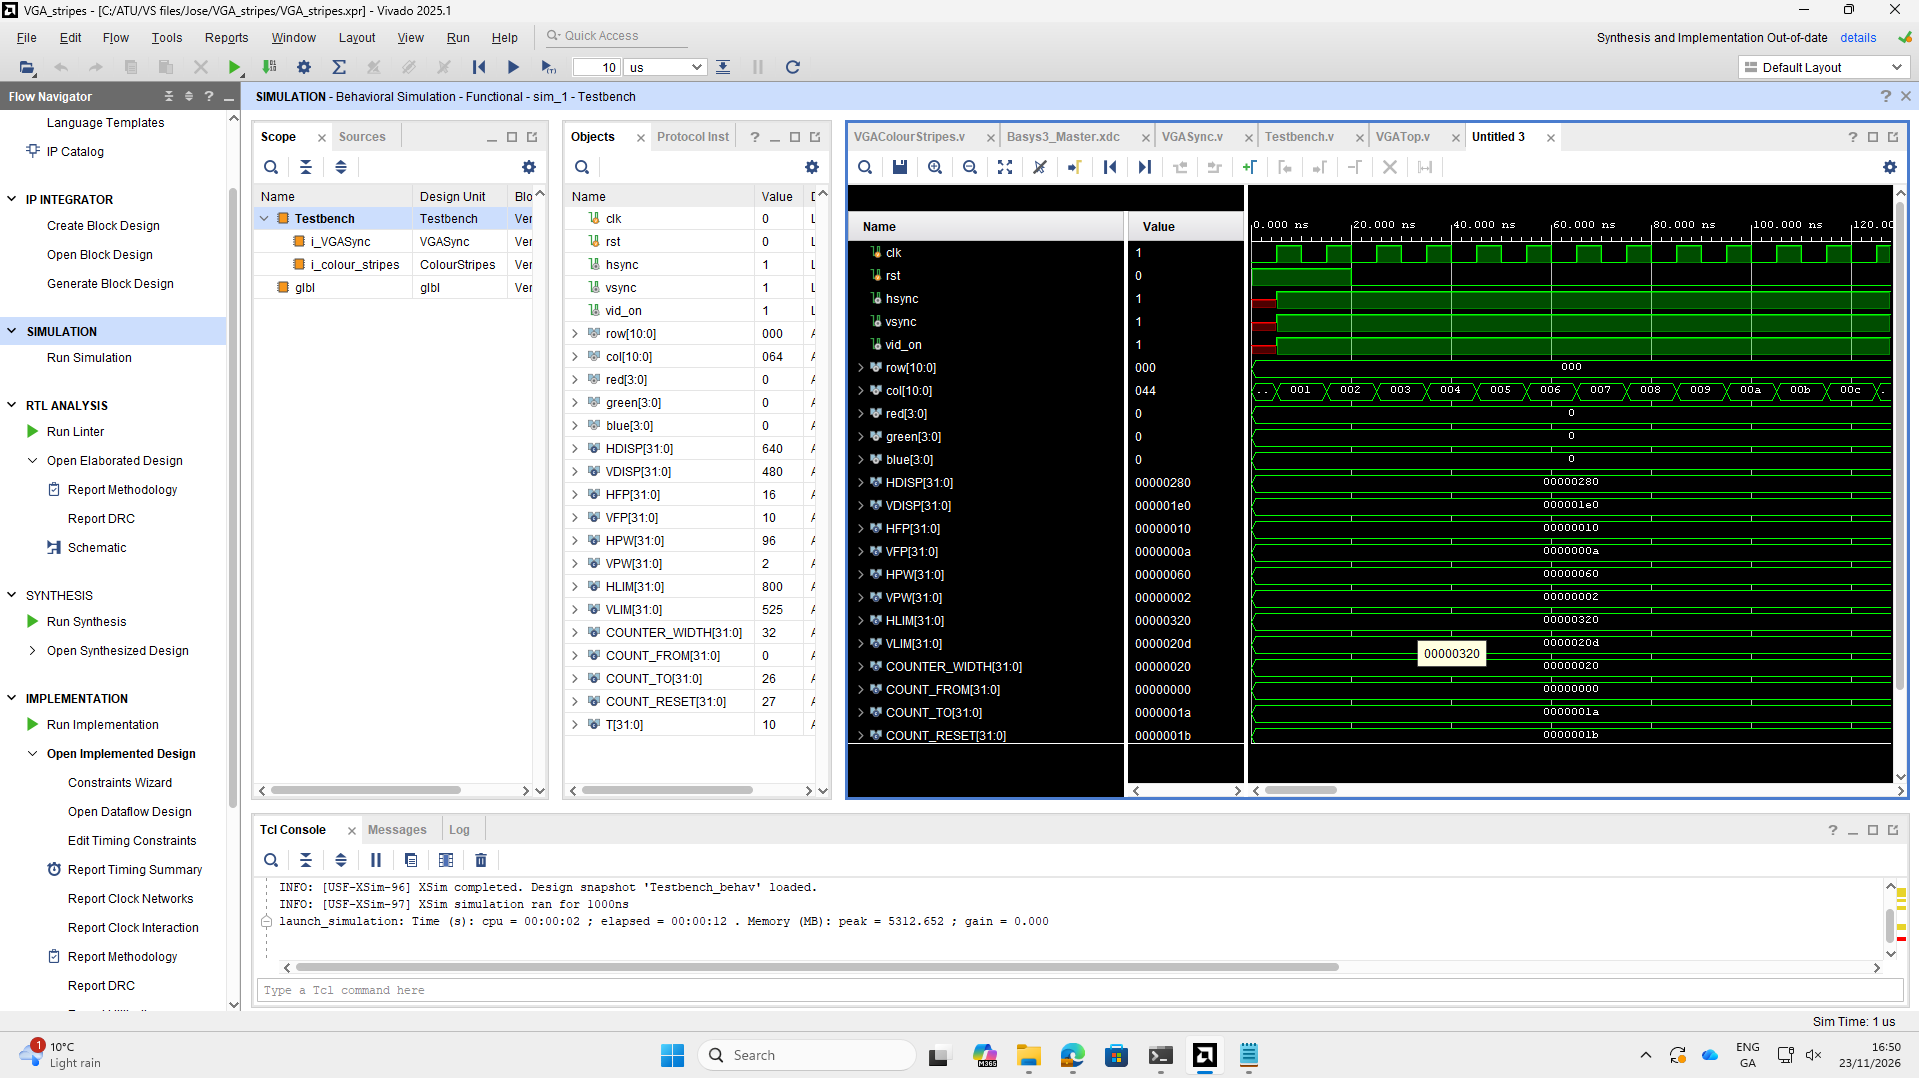 VGA_stripes - [C:/ATU/VS files/Jose/VGA_stripes/VGA_stripes.xpr] - Vivado 2025.1
File Edit Flow Tools Reports Window Layout View Run Help Quick Access
Synthesis and Implementation Out-of-date details
10 us Default Layout
Flow Navigator
SIMULATION - Behavioral Simulation - Functional - sim_1 - Testbench
Language Templates
IP Catalog
IP INTEGRATOR
Create Block Design
Open Block Design
Generate Block Design
SIMULATION
Run Simulation
RTL ANALYSIS
Run Linter
Open Elaborated Design
Report Methodology
Report DRC
Schematic
SYNTHESIS
Run Synthesis
Open Synthesized Design
IMPLEMENTATION
Run Implementation
Open Implemented Design
Constraints Wizard
Open Dataflow Design
Edit Timing Constraints
Report Timing Summary
Report Clock Networks
Report Clock Interaction
Report Methodology
Report DRC
Scope Sources
Name Design Unit Blo
Testbench Testbench Ver
i_VGASync VGASync Ver
i_colour_stripes ColourStripes Ver
glbl glbl Ver
Objects Protocol Inst
Name Value
clk 0 L
rst 0 L
hsync 1 L
vsync 1 L
vid_on 1 L
row[10:0] 000 A
col[10:0] 064 A
red[3:0] 0 A
green[3:0] 0 A
blue[3:0] 0 A
HDISP[31:0] 640 A
VDISP[31:0] 480 A
HFP[31:0] 16 A
VFP[31:0] 10 A
HPW[31:0] 96 A
VPW[31:0] 2 A
HLIM[31:0] 800 A
VLIM[31:0] 525 A
COUNTER_WIDTH[31:0] 32 A
COUNT_FROM[31:0] 0 A
COUNT_TO[31:0] 26 A
COUNT_RESET[31:0] 27 A
T[31:0] 10 A
VGAColourStripes.v Basys3_Master.xdc VGASync.v Testbench.v VGATop.v Untitled 3
Name Value
0.000 ns 20.000 ns 40.000 ns 60.000 ns 80.000 ns 100.000 ns 120.0
clk 1
rst 0
hsync 1
vsync 1
vid_on 1
row[10:0] 000 000
col[10:0] 044 .. 001 002 003 004 005 006 007 008 009 00a 00b 00c .
red[3:0] 0 0
green[3:0] 0 0
blue[3:0] 0 0
HDISP[31:0] 00000280 00000280
VDISP[31:0] 000001e0 000001e0
HFP[31:0] 00000010 00000010
VFP[31:0] 0000000a 0000000a
HPW[31:0] 00000060 00000060
VPW[31:0] 00000002 00000002
HLIM[31:0] 00000320 00000320
VLIM[31:0] 0000020d 0000020d
00000320
COUNTER_WIDTH[31:0] 00000020 00000020
COUNT_FROM[31:0] 00000000 00000000
COUNT_TO[31:0] 0000001a 0000001a
COUNT_RESET[31:0] 0000001b 0000001b
Tcl Console Messages Log
INFO: [USF-XSim-96] XSim completed. Design snapshot 'Testbench_behav' loaded.
INFO: [USF-XSim-97] XSim simulation ran for 1000ns
launch_simulation: Time (s): cpu = 00:00:02 ; elapsed = 00:00:12 . Memory (MB): peak = 5312.652 ; gain = 0.000
Type a Tcl command here
Sim Time: 1 us
1
10°C
Light rain
Search
M365
ENG
GA
16:50
23/11/2026